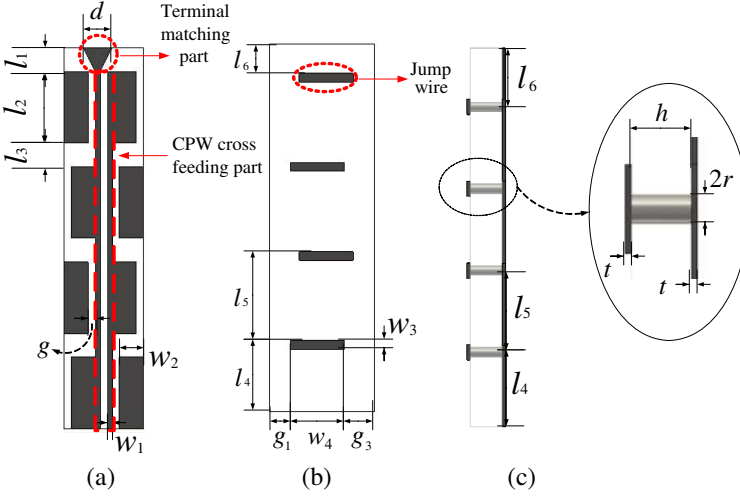 d
Terminal
matching part
l1
l2
l3
CPW cross
feeding part
g
w2
w1
(a)
l6
Jump
wire
l5
w3
l4
g1
w4
g3
(b)
l6
l5
l4
h
2r
t
t
(c)